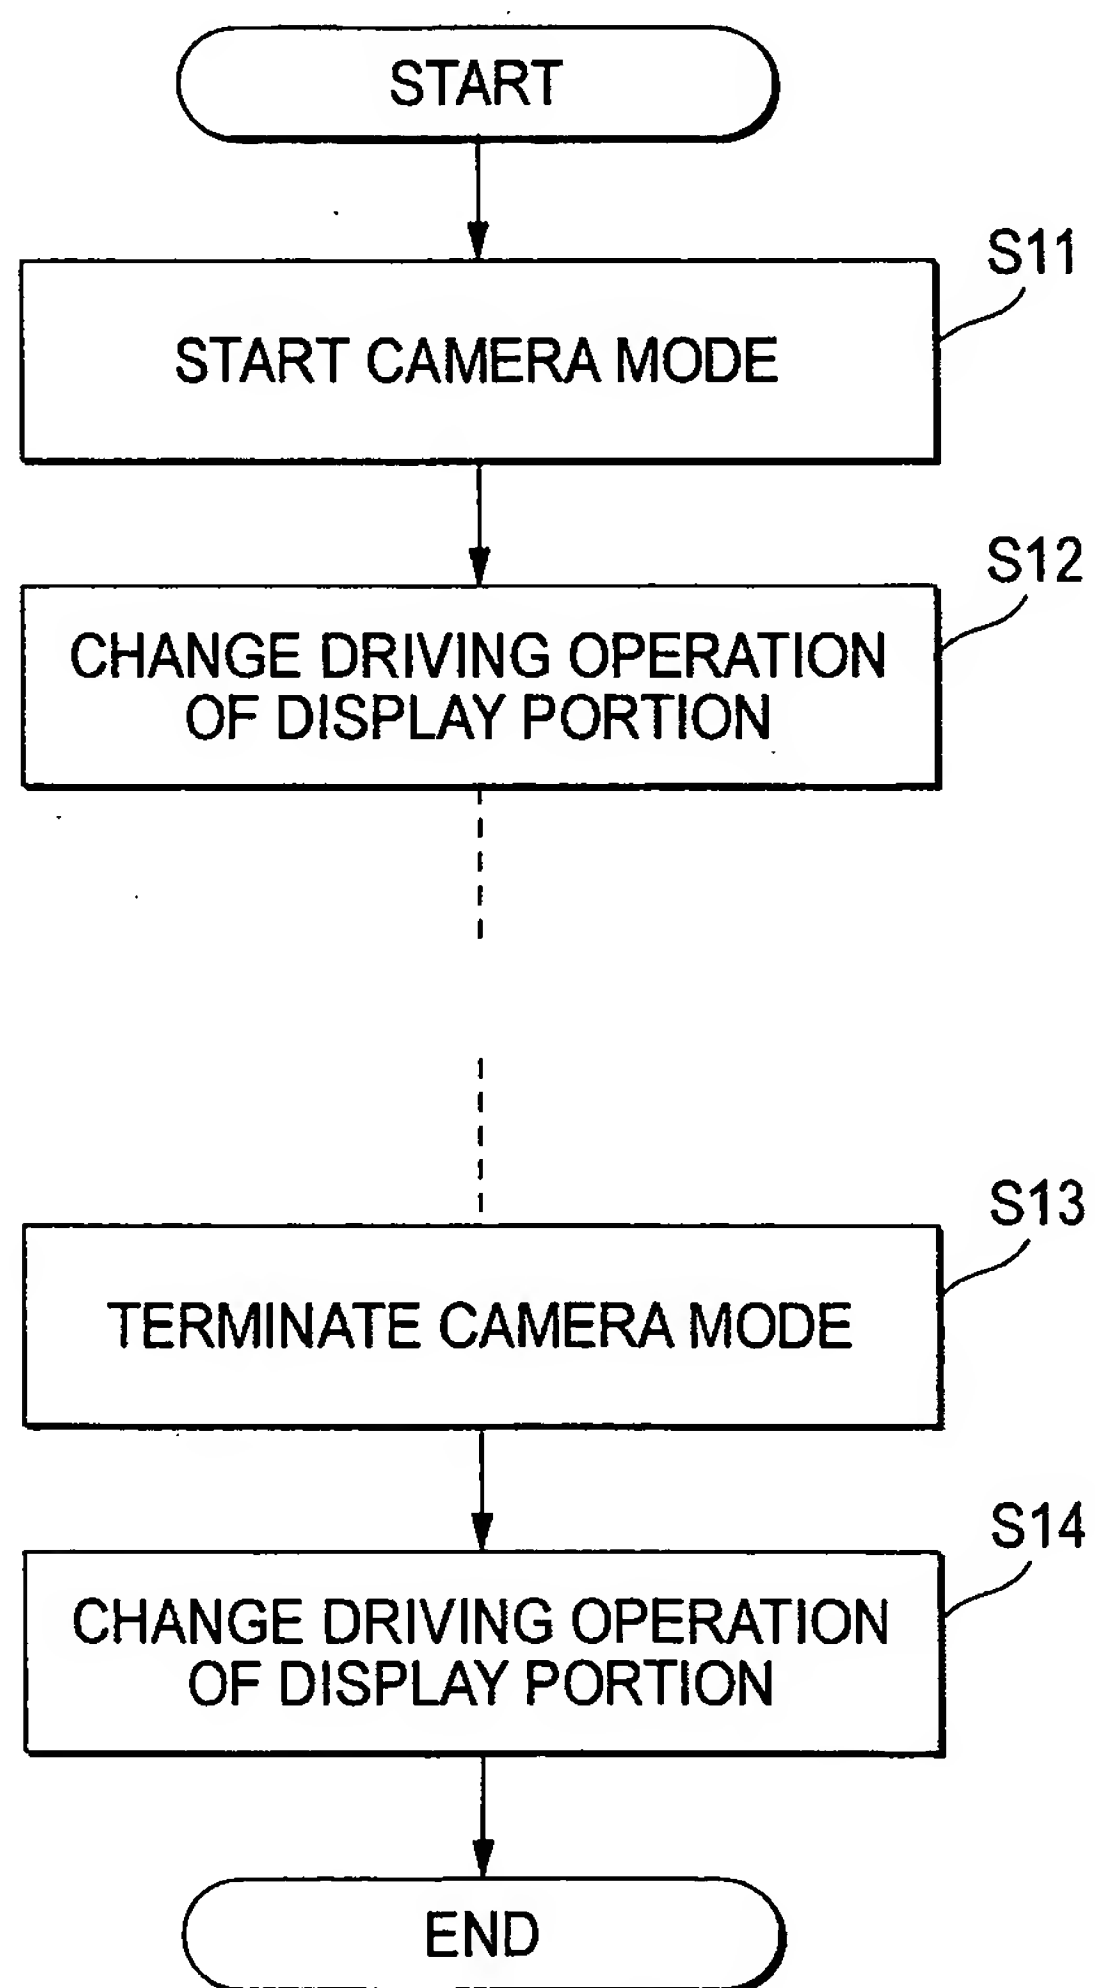 START
S11
START CAMERA MODE
S12
CHANGE DRIVING OPERATION
OF DISPLAY PORTION
S13
TERMINATE CAMERA MODE
S14
CHANGE DRIVING OPERATION
OF DISPLAY PORTION
END